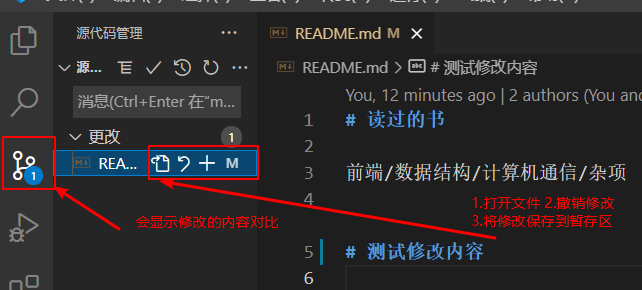 源代码管理
源...
消息(Ctrl+Enter 在"m...
更改
1
REA...
M
1
README.md M
README.md > # 测试修改内容
You, 12 minutes ago | 2 authors (You and
1 # 读过的书
2
3 前端/数据结构/计算机通信/杂项
4
5 # 测试修改内容
6
会显示修改的内容对比
1.打开文件 2.撤销修改
3.将修改保存到暂存区